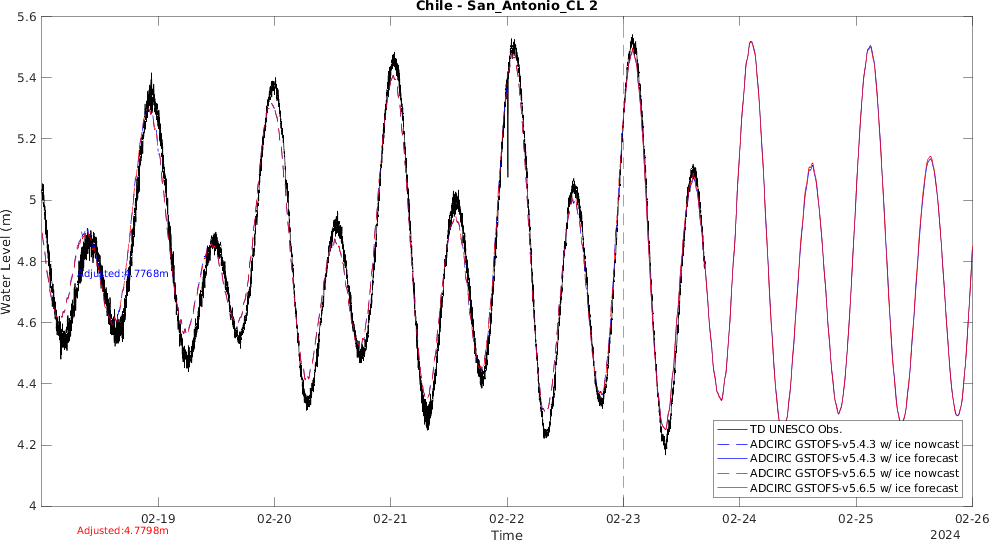 Chile - San_Antonio_CL 2
5.6
5.4
5.2
5
4.8
4.6
4.4
4.2
4
Water Level (m)
Adjusted:4.7768m
Adjusted:4.7798m
TD UNESCO Obs.
ADCIRC GSTOFS-v5.4.3 w/ ice nowcast
ADCIRC GSTOFS-v5.4.3 w/ ice forecast
ADCIRC GSTOFS-v5.6.5 w/ ice nowcast
ADCIRC GSTOFS-v5.6.5 w/ ice forecast
02-19 02-20 02-21 02-22 02-23 02-24 02-25 02-26
Time
2024